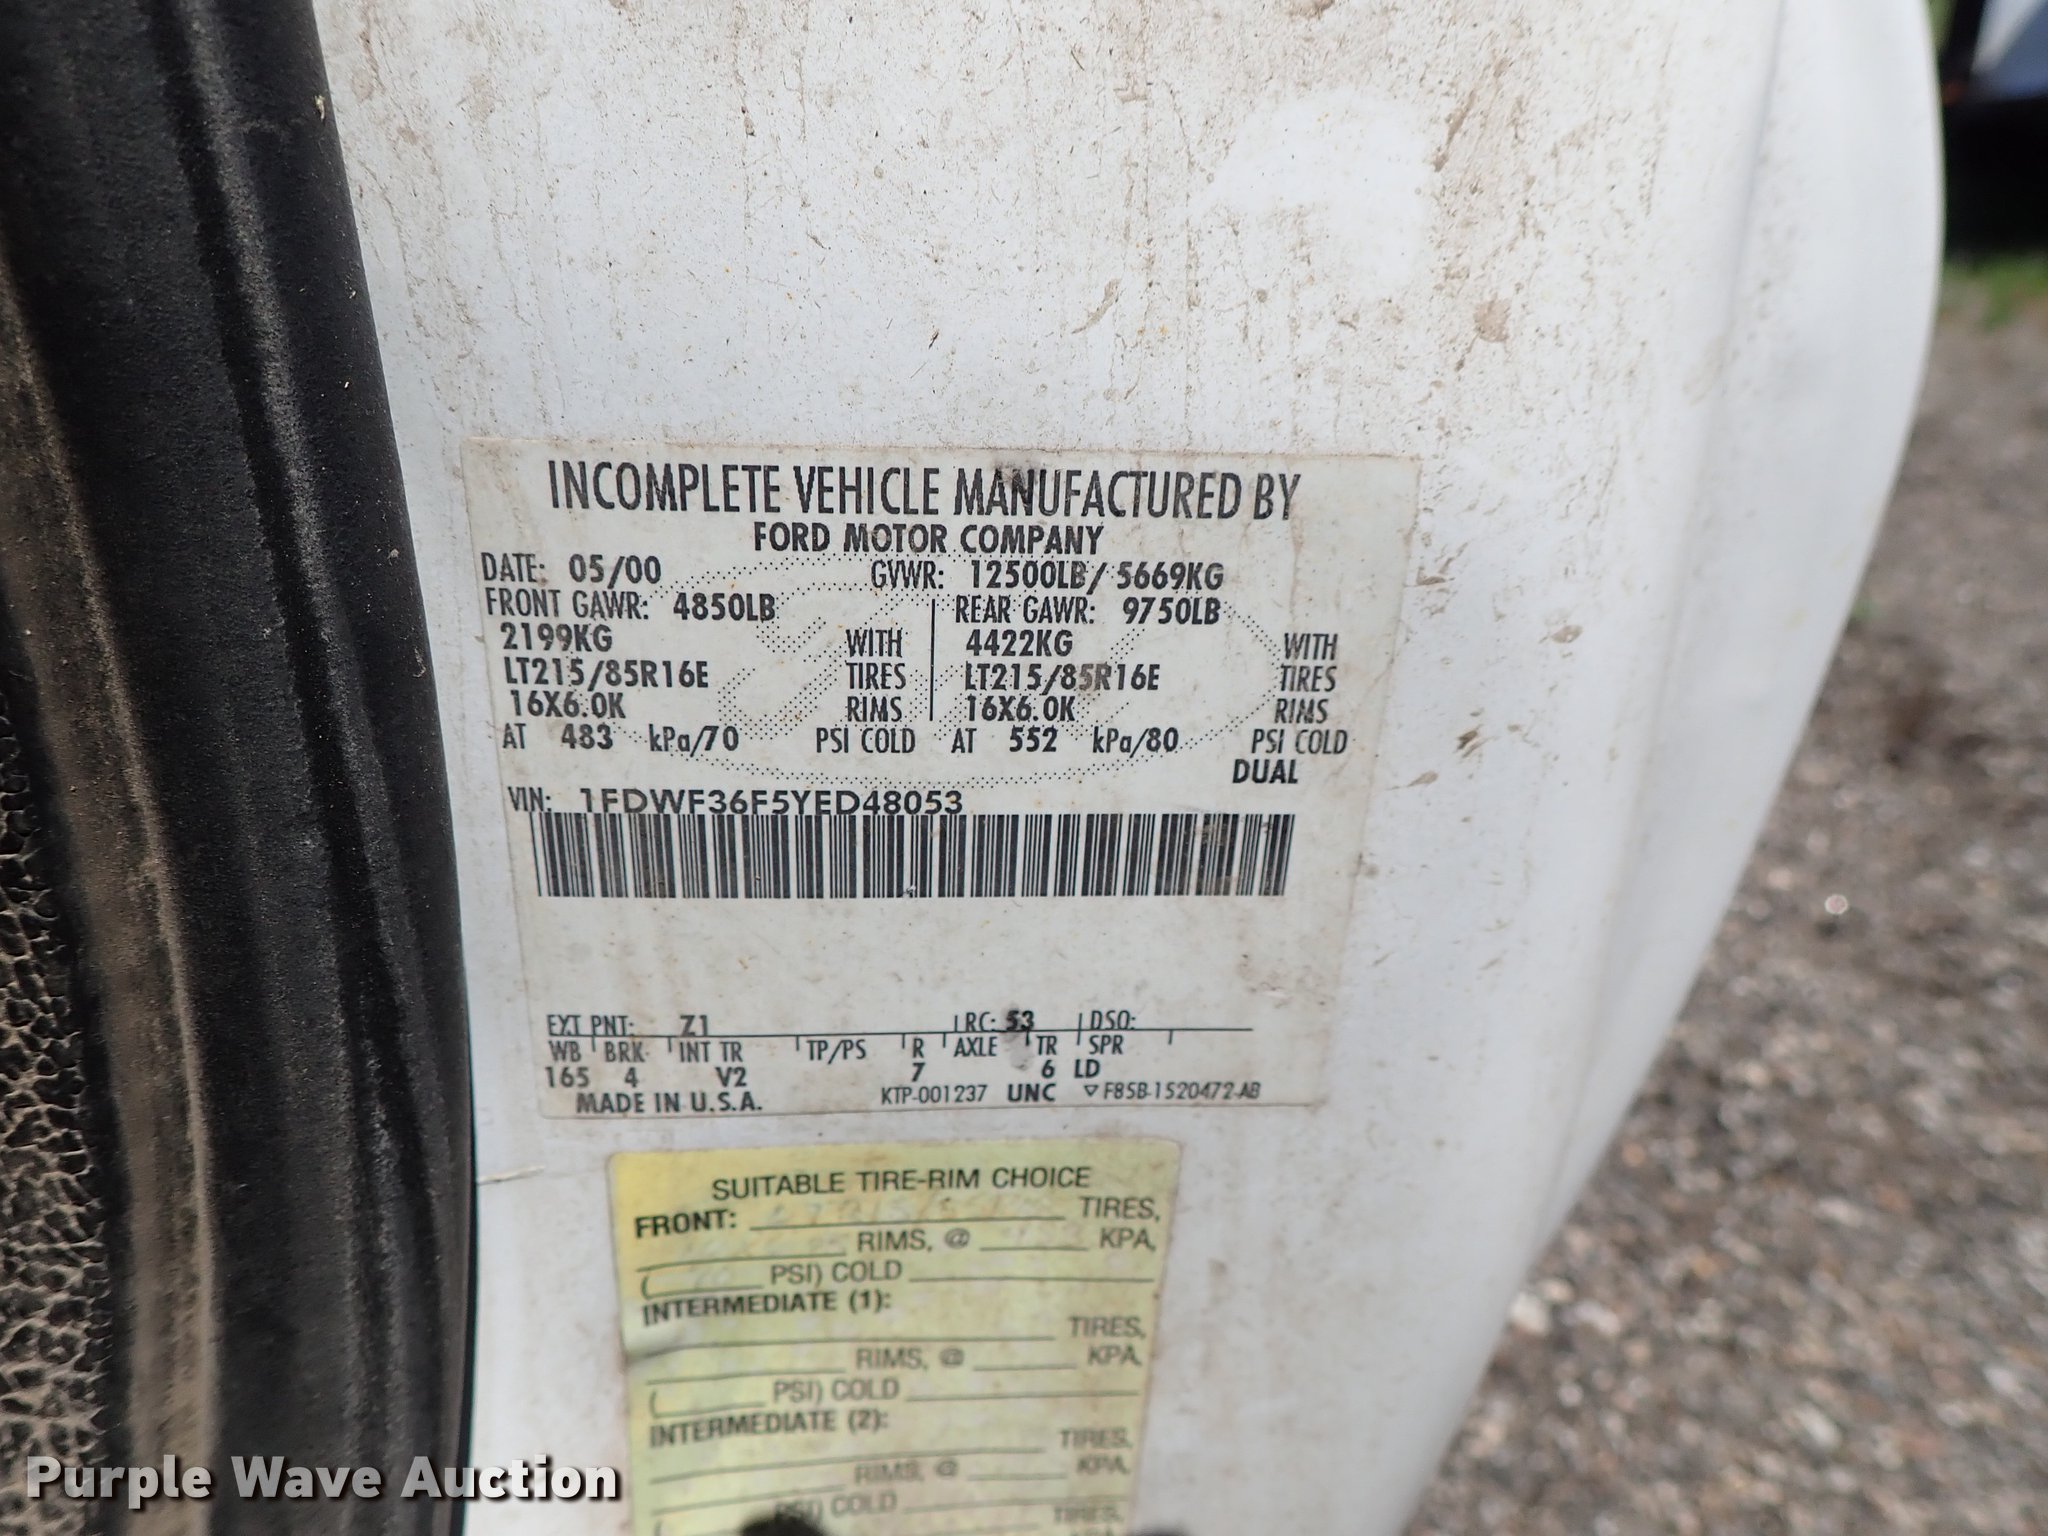 INCOMPLETE VEHICLE MANUFACTURED BY
FORD MOTOR COMPANY
DATE: 05/00 GVWR: 12500LB/ 5669KG
FRONT GAWR: 4850LB REAR GAWR: 9750LB
2199KG WITH 4422KG WITH
LT215/85R16E TIRES LT215/85R16E TIRES
16X6.0K RIMS 16X6.0K RIMS
AT 483 kPa/70 PSI COLD AT 552 kPa/80 PSI COLD
DUAL
VIN: 1FDWF36F5YED48053
EXT PNT: Z1 RC: 53 DSO:
WB BRK INT TR TP/PS R AXLE TR SPR
165 4 V2 7 6 LD
MADE IN U.S.A. KTP-001237 UNC ▽ F85B-1520472-AB
SUITABLE TIRE-RIM CHOICE
FRONT: TIRES,
RIMS, @ KPA,
( PSI) COLD
INTERMEDIATE (1):
TIRES,
RIMS, @ KPA,
( PSI) COLD
INTERMEDIATE (2):
TIRES,
RIMS, @ KPA,
( PSI) COLD
TIRES,
KPA,
Purple Wave Auction